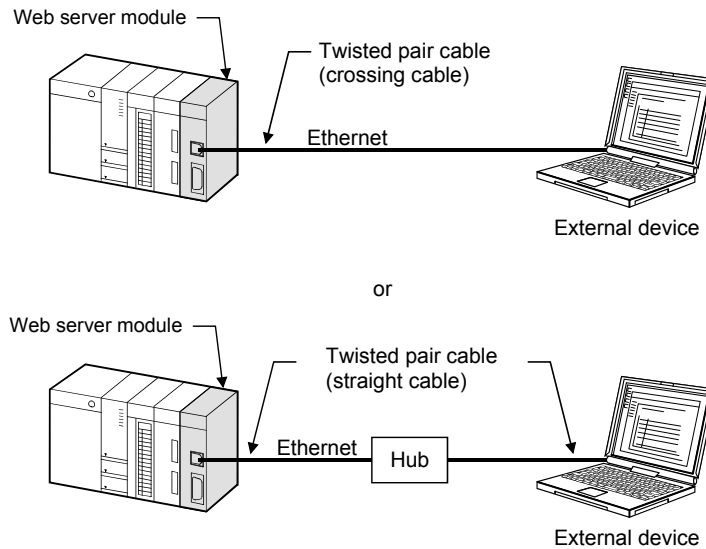 Web server module
Twisted pair cable
(crossing cable)
Ethernet
External device
or
Web server module
Twisted pair cable
(straight cable)
Ethernet
Hub
External device